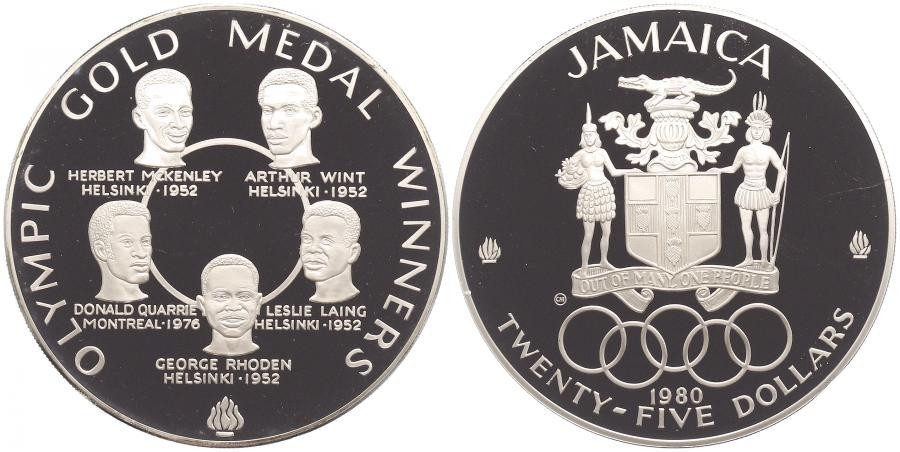 OLYMPIC GOLD MEDAL WINNERS
HERBERT MCKENLEY
HELSINKI · 1952
ARTHUR WINT
HELSINKI · 1952
DONALD QUARRIE
MONTREAL · 1976
LESLIE LAING
HELSINKI · 1952
GEORGE RHODEN
HELSINKI · 1952
JAMAICA
OUT OF MANY, ONE PEOPLE
1980
TWENTY-FIVE DOLLARS